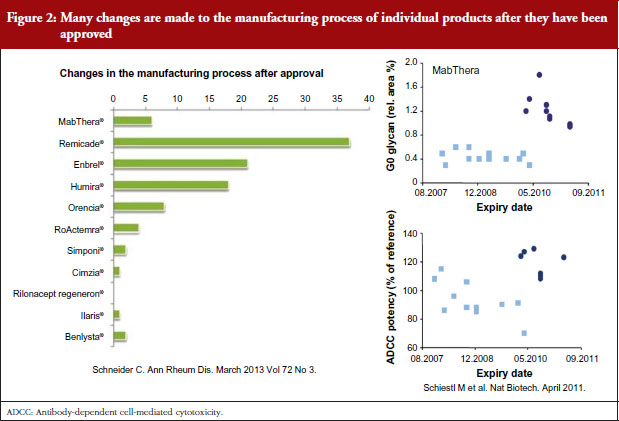 Figure 2: Many changes are made to the manufacturing process of individual products after they have been
approved
Changes in the manufacturing process after approval
0 5 10 15 20 25 30 35 40
MabThera®
Remicade®
Enbrel®
Humira®
Orencia®
RoActemra®
Simponi®
Cimzia®
Rilonacept regeneron®
Ilaris®
Benlysta®
Schneider C. Ann Rheum Dis. March 2013 Vol 72 No 3.
G0 glycan (rel. area %)
2.0
1.6
1.2
0.8
0.4
0
MabThera
08.2007 12.2008 05.2010 09.2011
Expiry date
ADCC potency (% of reference)
140
120
100
80
60
08.2007 12.2008 05.2010 09.2011
Expiry date
Schiestl M et al. Nat Biotech. April 2011.
ADCC: Antibody-dependent cell-mediated cytotoxicity.